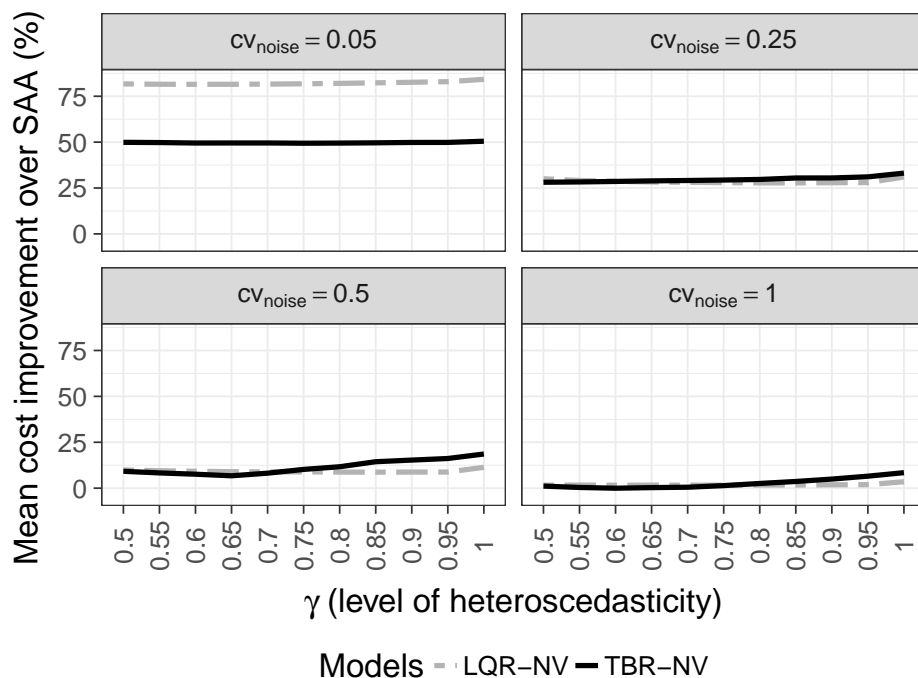 Mean cost improvement over SAA (%)
cv_noise = 0.05
cv_noise = 0.25
75
50
25
0
cv_noise = 0.5
cv_noise = 1
75
50
25
0
0.5 0.55 0.6 0.65 0.7 0.75 0.8 0.85 0.9 0.95 1
0.5 0.55 0.6 0.65 0.7 0.75 0.8 0.85 0.9 0.95 1
γ (level of heteroscedasticity)
Models LQR−NV TBR−NV